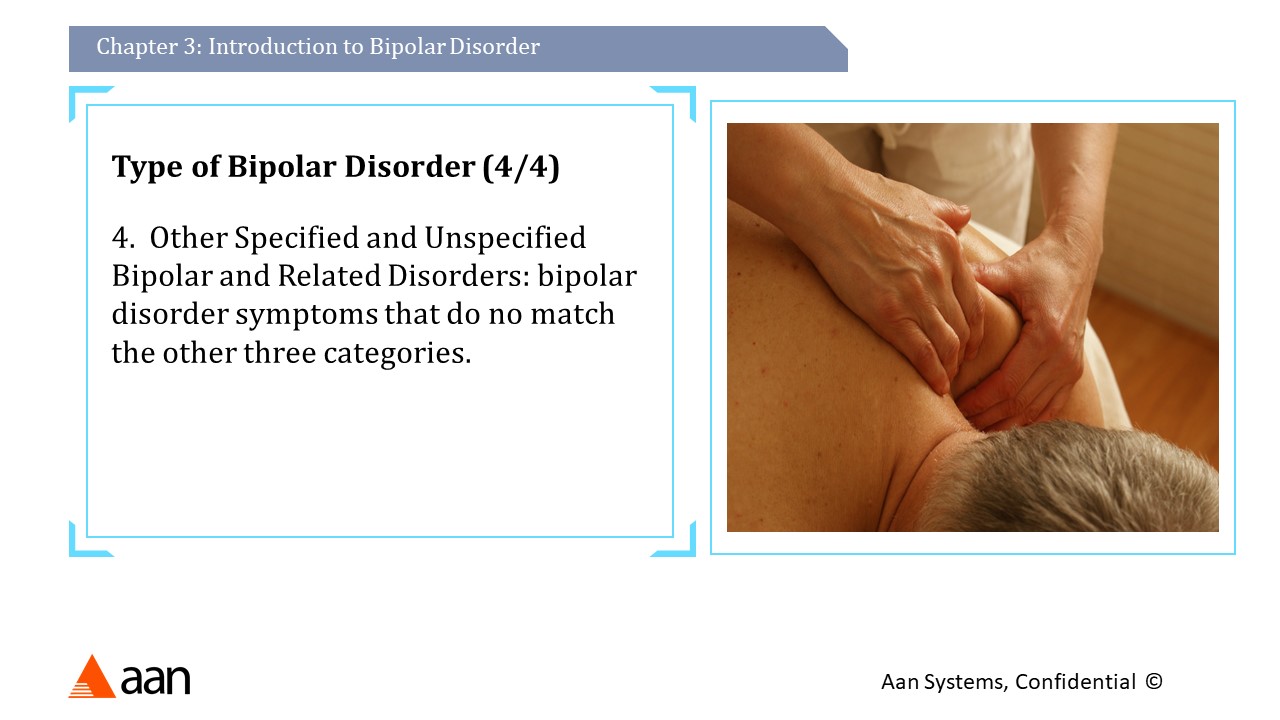 Chapter 3: Introduction to Bipolar Disorder
Type of Bipolar Disorder (4/4)
4. Other Specified and Unspecified
Bipolar and Related Disorders: bipolar
disorder symptoms that do no match
the other three categories.
aan
Aan Systems, Confidential ©